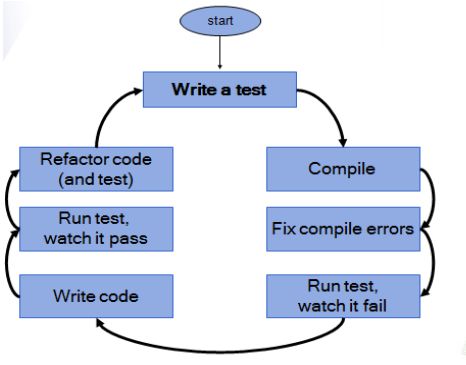 start
Write a test
Compile
Fix compile errors
Run test,
watch it fail
Write code
Run test,
watch it pass
Refactor code
(and test)